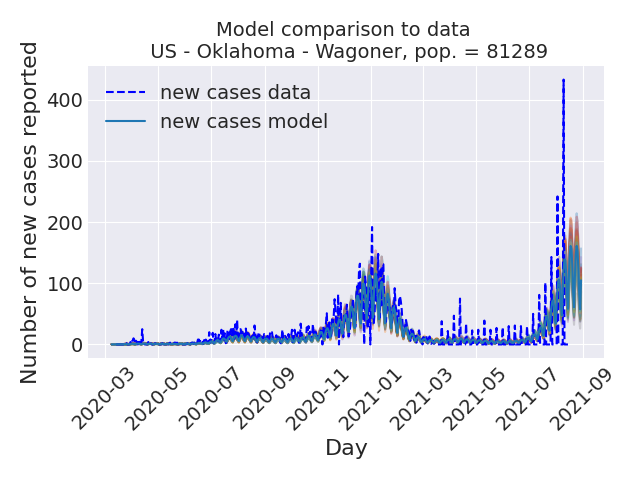 Model comparison to data
US - Oklahoma - Wagoner, pop. = 81289
Number of new cases reported
400
300
200
100
0
new cases data
new cases model
2020-03
2020-05
2020-07
2020-09
2020-11
2021-01
2021-03
2021-05
2021-07
2021-09
Day